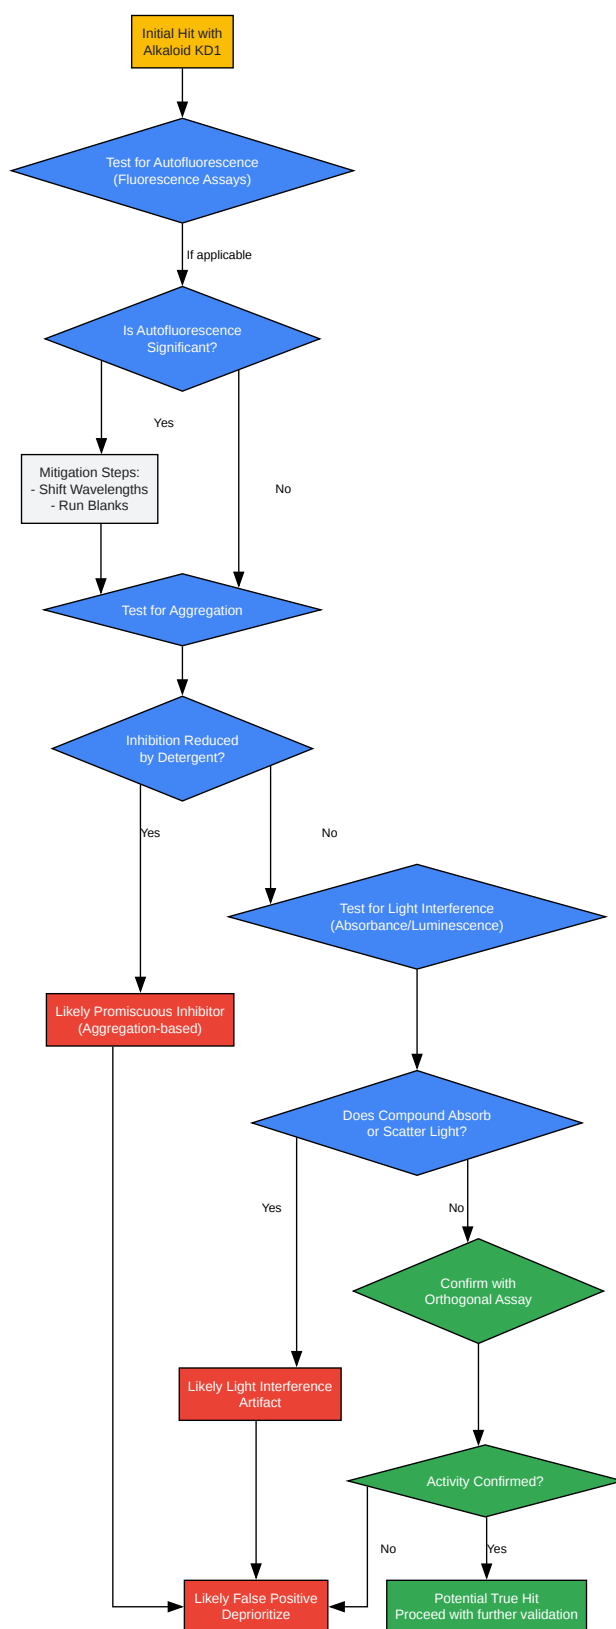 Initial Hit with
Alkaloid KD1
Test for Autofluorescence
(Fluorescence Assays)
If applicable
Is Autofluorescence
Significant?
Yes
Mitigation Steps:
- Shift Wavelengths
- Run Blanks
No
Test for Aggregation
Inhibition Reduced
by Detergent?
Yes
No
Test for Light Interference
(Absorbance/Luminescence)
Likely Promiscuous Inhibitor
(Aggregation-based)
Does Compound Absorb
or Scatter Light?
Yes
No
Confirm with
Orthogonal Assay
Likely Light Interference
Artifact
Activity Confirmed?
No
Yes
Likely False Positive
Deprioritize
Potential True Hit
Proceed with further validation